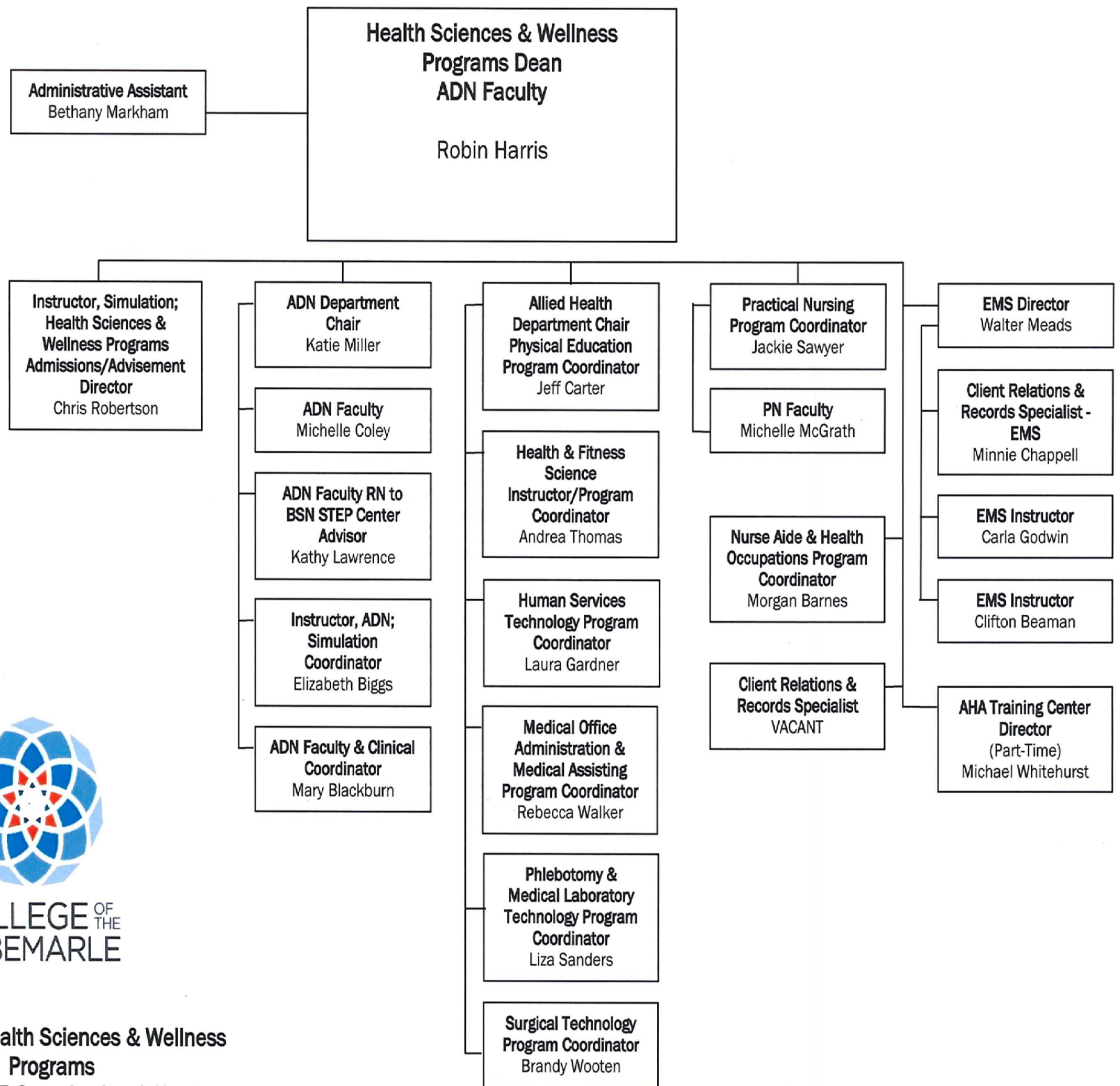 Health Sciences & Wellness
Programs Dean
ADN Faculty
Robin Harris
Administrative Assistant
Bethany Markham
Instructor, Simulation;
Health Sciences &
Wellness Programs
Admissions/Advisement
Director
Chris Robertson
ADN Department
Chair
Katie Miller
ADN Faculty
Michelle Coley
ADN Faculty RN to
BSN STEP Center
Advisor
Kathy Lawrence
Instructor, ADN;
Simulation
Coordinator
Elizabeth Biggs
ADN Faculty & Clinical
Coordinator
Mary Blackburn
Allied Health
Department Chair
Physical Education
Program Coordinator
Jeff Carter
Health & Fitness
Science
Instructor/Program
Coordinator
Andrea Thomas
Human Services
Technology Program
Coordinator
Laura Gardner
Medical Office
Administration &
Medical Assisting
Program Coordinator
Rebecca Walker
Phlebotomy &
Medical Laboratory
Technology Program
Coordinator
Liza Sanders
Surgical Technology
Program Coordinator
Brandy Wooten
Practical Nursing
Program Coordinator
Jackie Sawyer
PN Faculty
Michelle McGrath
Nurse Aide & Health
Occupations Program
Coordinator
Morgan Barnes
Client Relations &
Records Specialist
VACANT
EMS Director
Walter Meads
Client Relations &
Records Specialist -
EMS
Minnie Chappell
EMS Instructor
Carla Godwin
EMS Instructor
Clifton Beaman
AHA Training Center
Director
(Part-Time)
Michael Whitehurst
LLEGE OF THE
BEMARLE
alth Sciences & Wellness
Programs